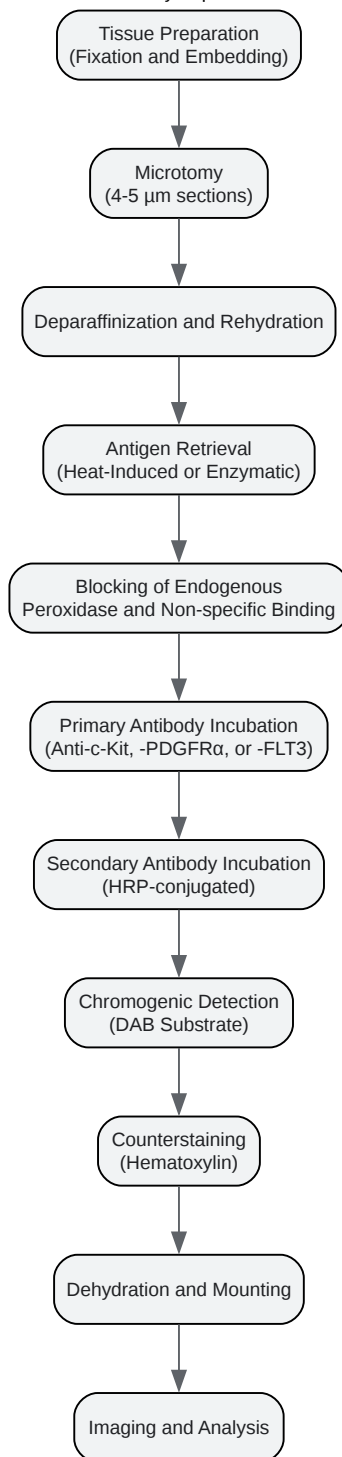 Tissue Preparation
(Fixation and Embedding)
Microtomy
(4-5 µm sections)
Deparaffinization and Rehydration
Antigen Retrieval
(Heat-Induced or Enzymatic)
Blocking of Endogenous
Peroxidase and Non-specific Binding
Primary Antibody Incubation
(Anti-c-Kit, -PDGFRα, or -FLT3)
Secondary Antibody Incubation
(HRP-conjugated)
Chromogenic Detection
(DAB Substrate)
Counterstaining
(Hematoxylin)
Dehydration and Mounting
Imaging and Analysis